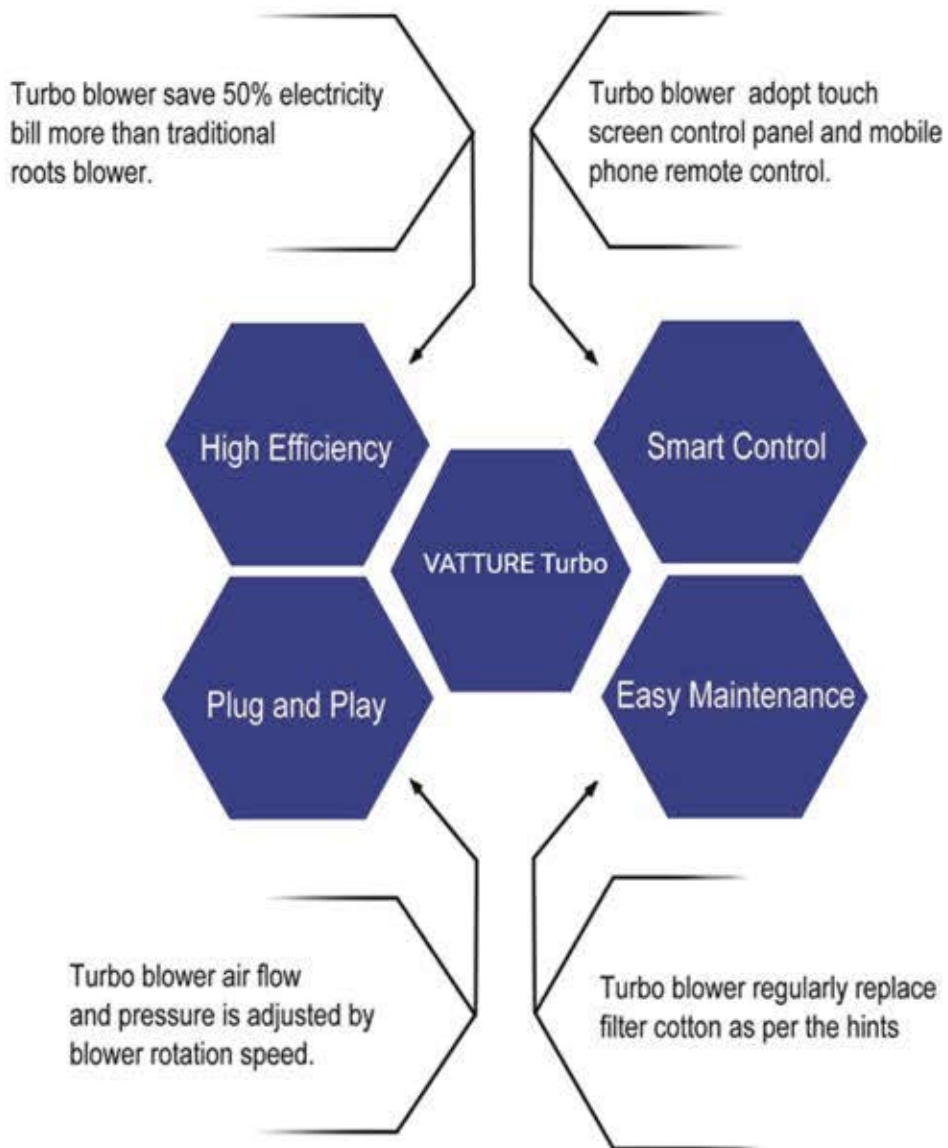 Turbo blower save 50% electricity
bill more than traditional
roots blower.
Turbo blower adopt touch
screen control panel and mobile
phone remote control.
High Efficiency
Smart Control
VATTURE Turbo
Plug and Play
Easy Maintenance
Turbo blower air flow
and pressure is adjusted by
blower rotation speed.
Turbo blower regularly replace
filter cotton as per the hints